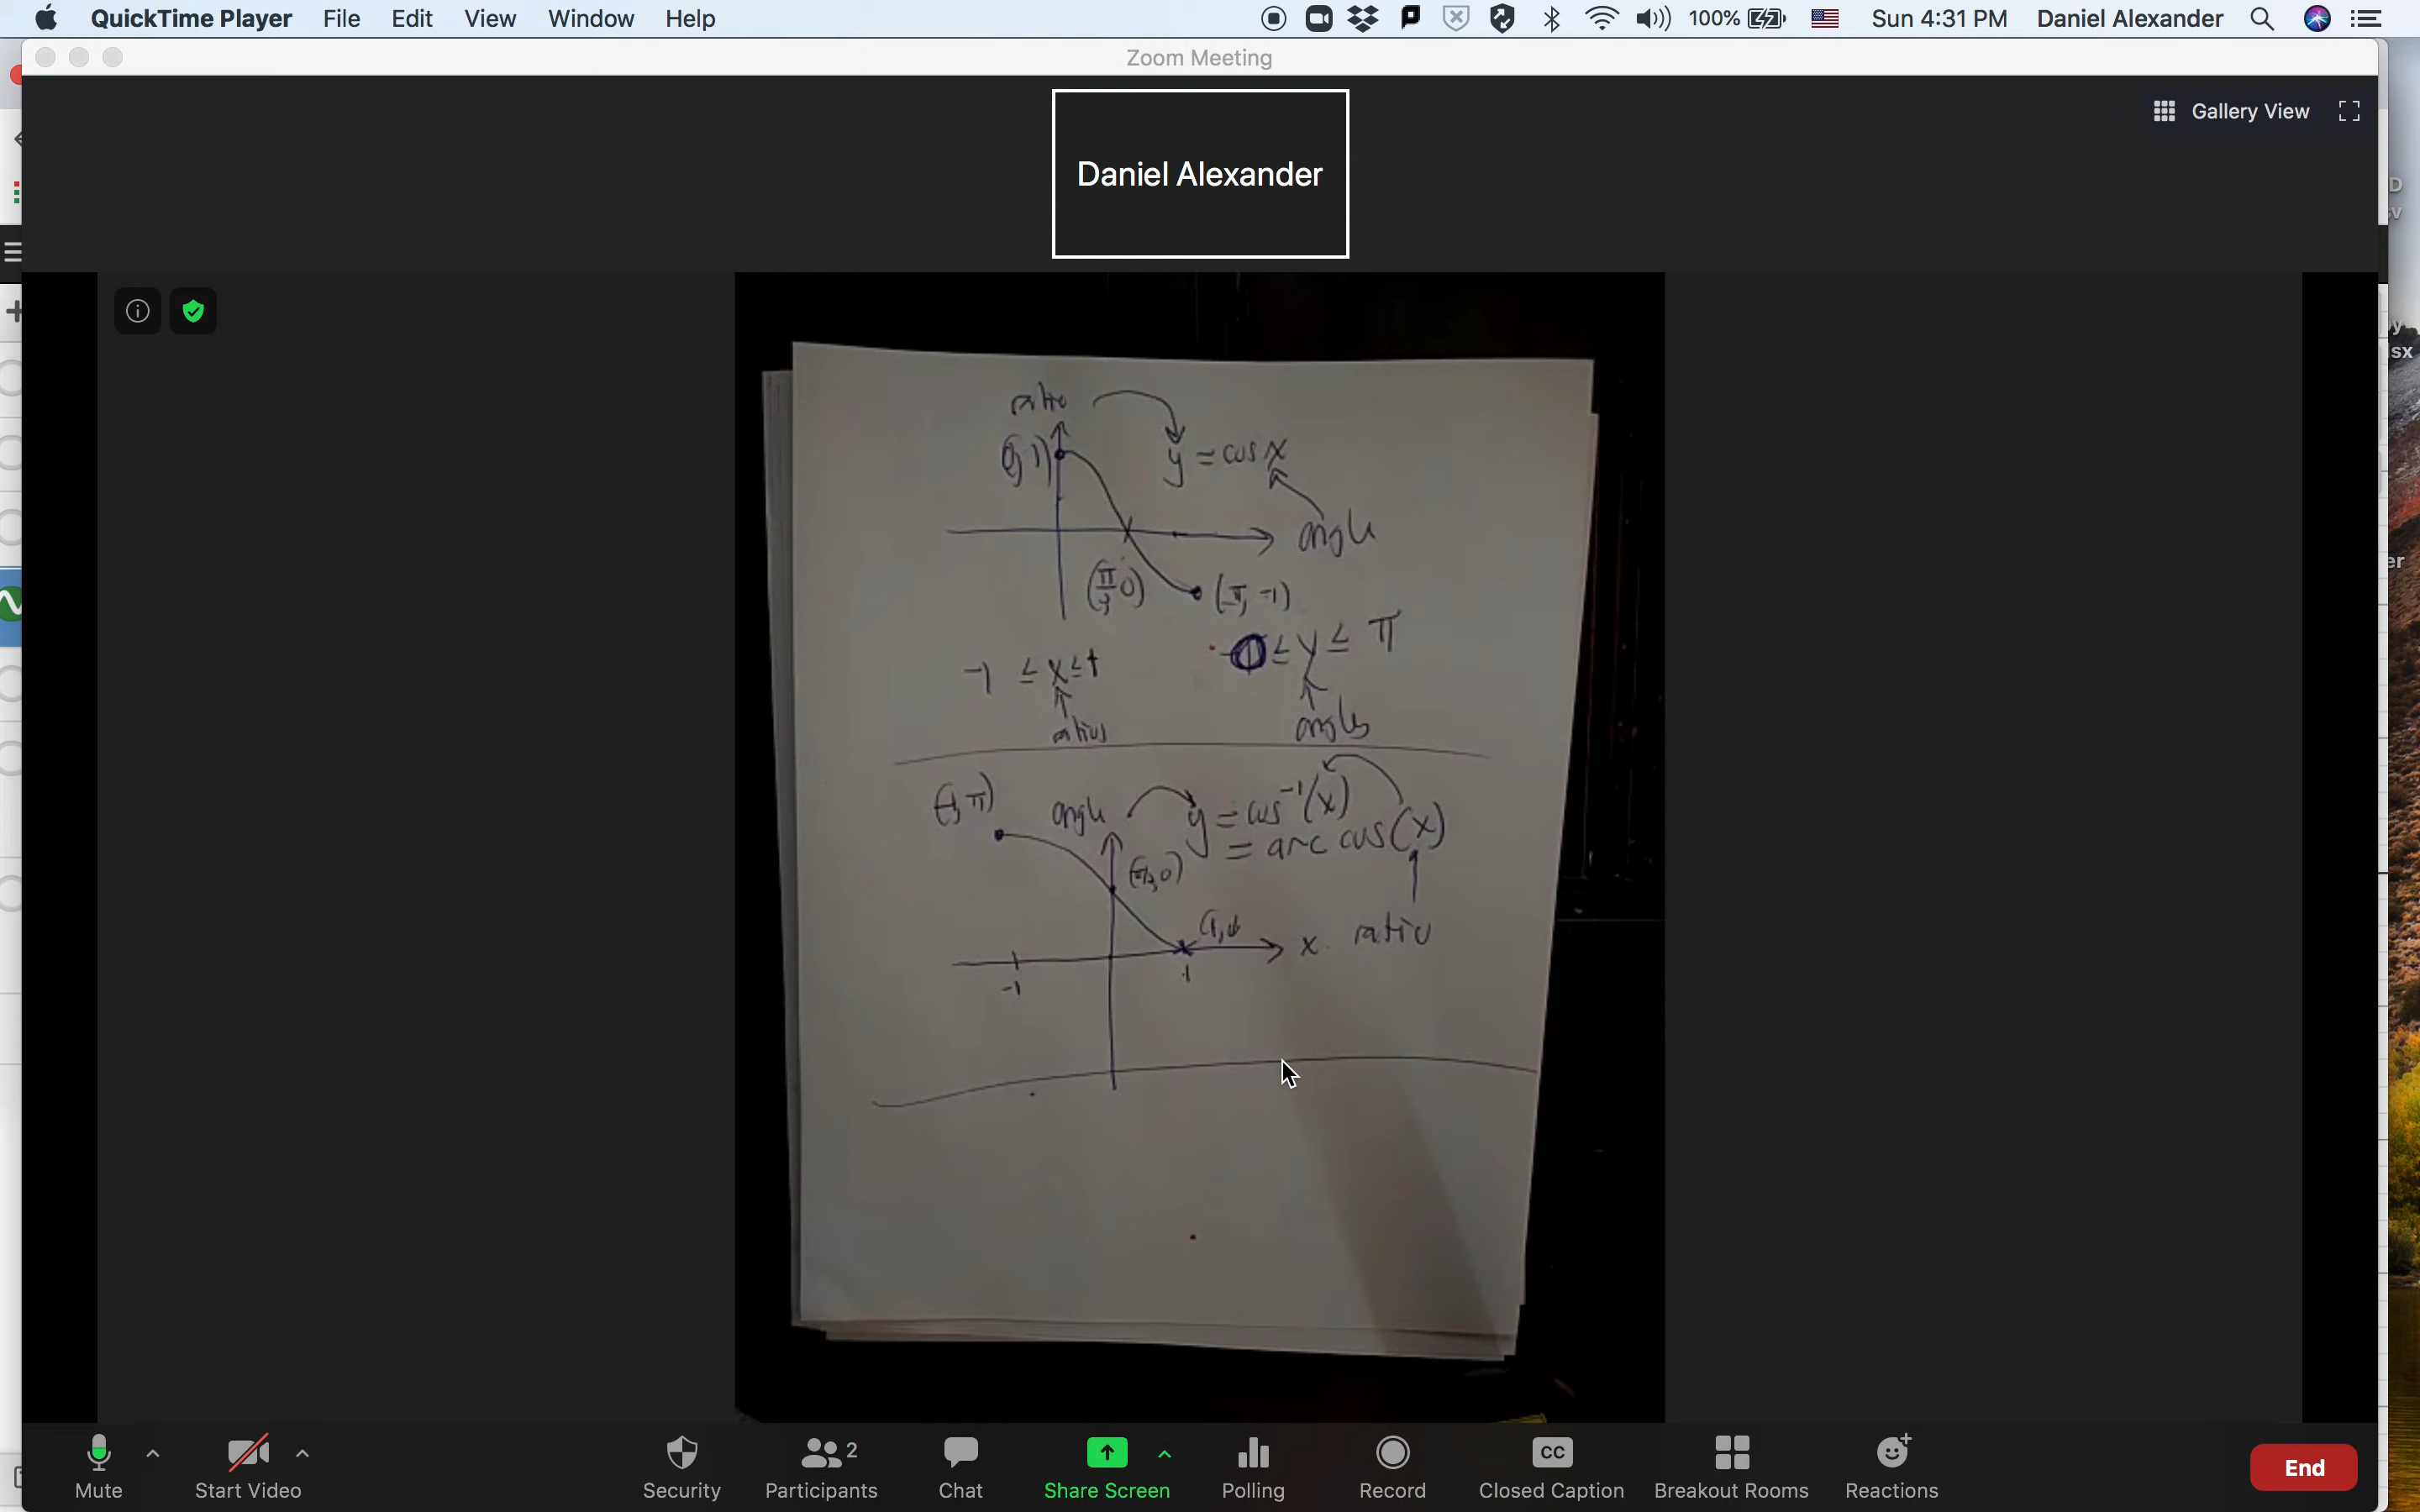 QuickTime Player File Edit View Window Help 100% Sun 4:31 PM Daniel Alexander
Zoom Meeting
Daniel Alexander
Gallery View
ratio
(0, 1) y = cos x
angle
(π/2, 0) (π, -1)
-1 ≤ x ≤ 1 0 ≤ y ≤ π
ratios angles
(-1, π) angle y = cos⁻¹(x)
= arc cos(x)
(π/2, 0)
(1, 0) x ratio
-1 1
Mute Start Video Security Participants 2 Chat Share Screen Polling Record CC Closed Caption Breakout Rooms Reactions End